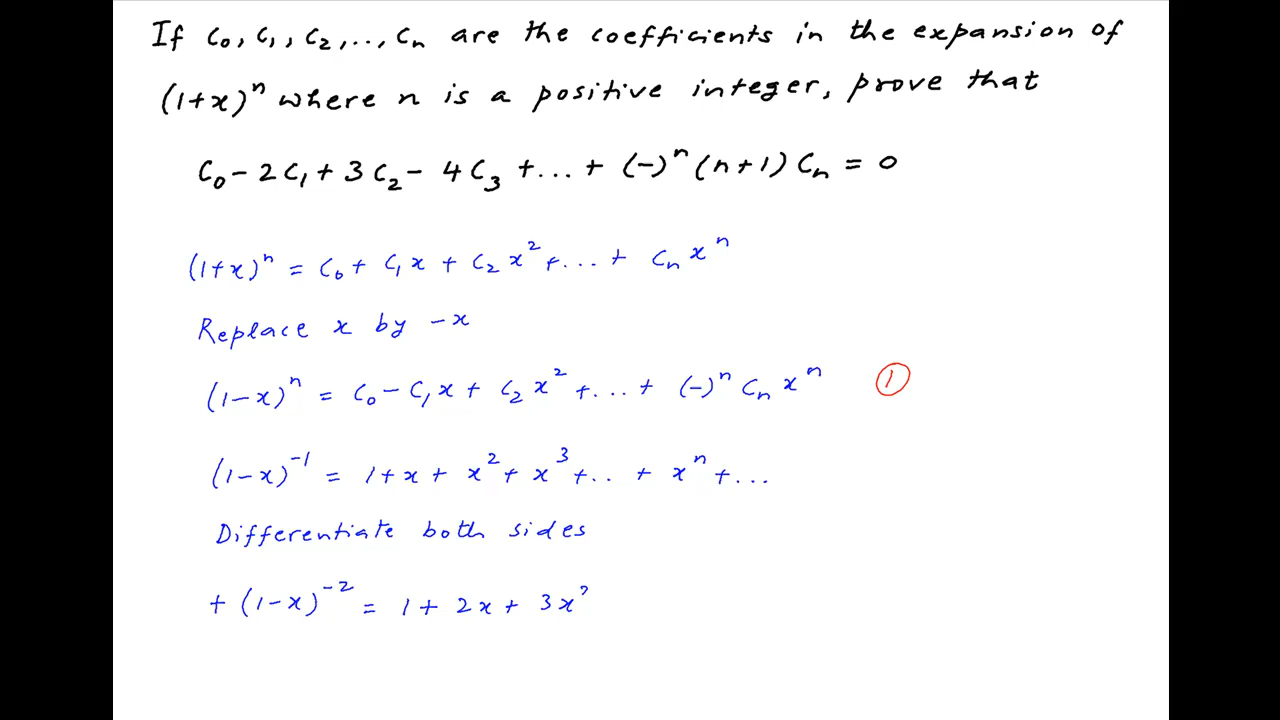 If C₀, C₁, C₂, ..., Cₙ are the coefficients in the expansion of
(1+x)ⁿ where n is a positive integer, prove that
C₀ - 2C₁ + 3C₂ - 4C₃ + ... + (-)ⁿ (n+1) Cₙ = 0
(1+x)ⁿ = C₀ + C₁x + C₂x² + ... + Cₙxⁿ
Replace x by -x
(1-x)ⁿ = C₀ - C₁x + C₂x² + ... + (-)ⁿ Cₙxⁿ ①
(1-x)⁻¹ = 1 + x + x² + x³ + .. + xⁿ + ...
Differentiate both sides
+ (1-x)⁻² = 1 + 2x + 3x²